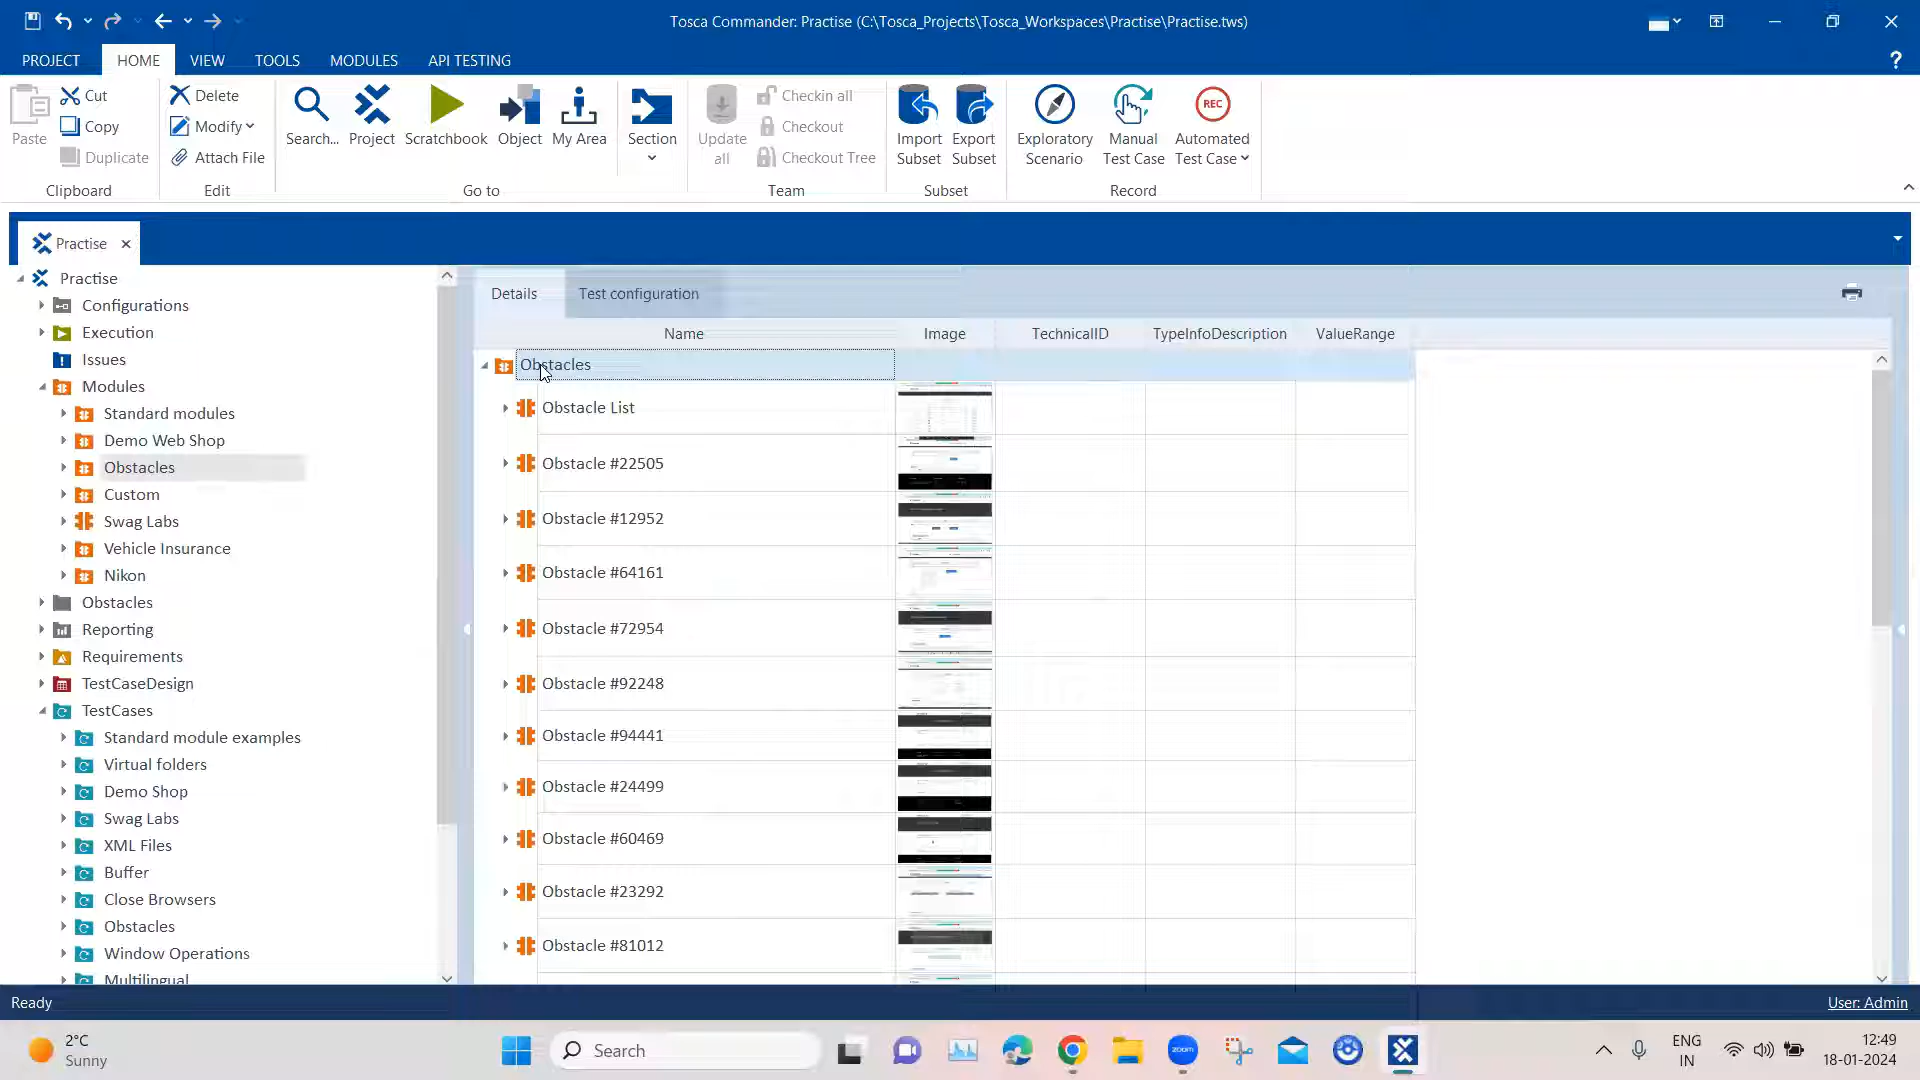 Tosca Commander: Practise (C:\Tosca_Projects\Tosca_Workspaces\Practise\Practise.tws)
PROJECT HOME VIEW TOOLS MODULES API TESTING ?
Paste Cut Copy Duplicate
Clipboard
Delete Modify Attach File
Edit
Search... Project Scratchbook Object My Area Section
Go to
Update all Checkin all Checkout Checkout Tree
Team
Import Subset Export Subset
Subset
Exploratory Scenario Manual Test Case REC Automated Test Case
Record
Practise
Practise
Configurations
Execution
Issues
Modules
Standard modules
Demo Web Shop
Obstacles
Custom
Swag Labs
Vehicle Insurance
Nikon
Obstacles
Reporting
Requirements
TestCaseDesign
TestCases
Standard module examples
Virtual folders
Demo Shop
Swag Labs
XML Files
Buffer
Close Browsers
Obstacles
Window Operations
Multilingual
Details Test configuration
Name Image TechnicalID TypeInfoDescription ValueRange
Obstacles
Obstacle List
Obstacle #22505
Obstacle #12952
Obstacle #64161
Obstacle #72954
Obstacle #92248
Obstacle #94441
Obstacle #24499
Obstacle #60469
Obstacle #23292
Obstacle #81012
Ready User: Admin
2°C
Sunny
Search
zoom
ENG
IN
12:49
18-01-2024